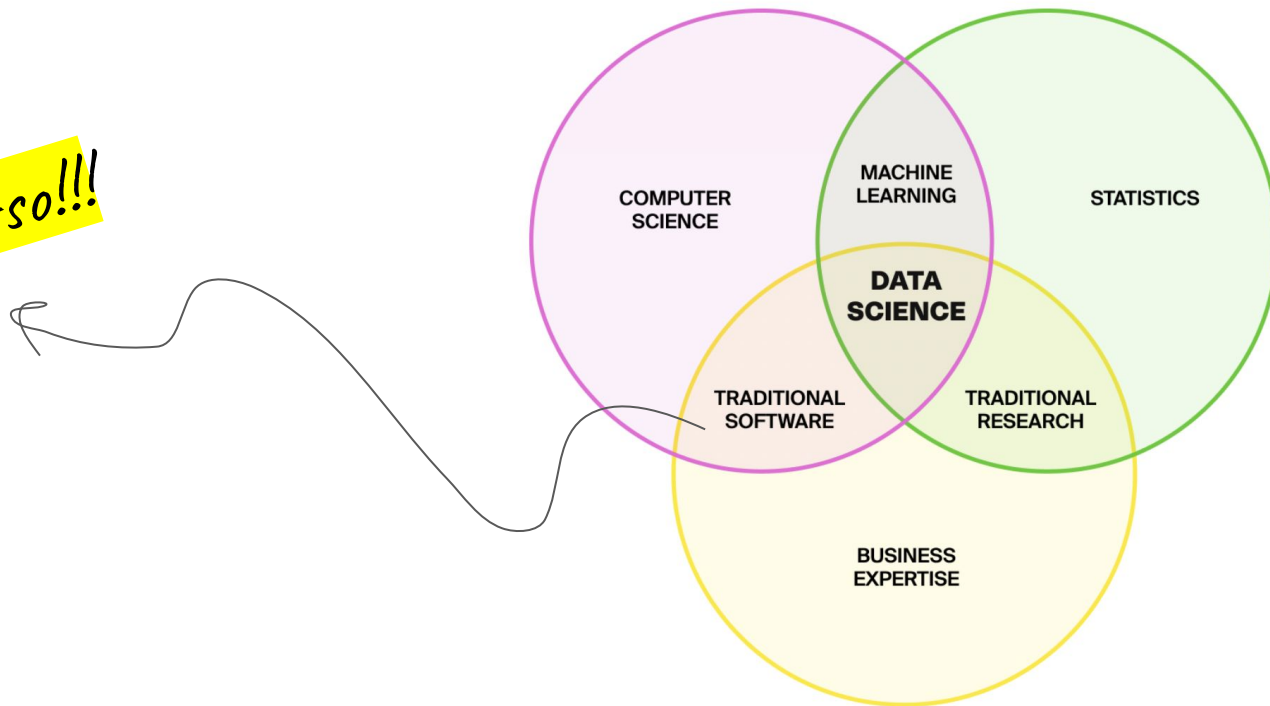 so!!!
COMPUTER
SCIENCE
MACHINE
LEARNING
STATISTICS
DATA
SCIENCE
TRADITIONAL
SOFTWARE
TRADITIONAL
RESEARCH
BUSINESS
EXPERTISE